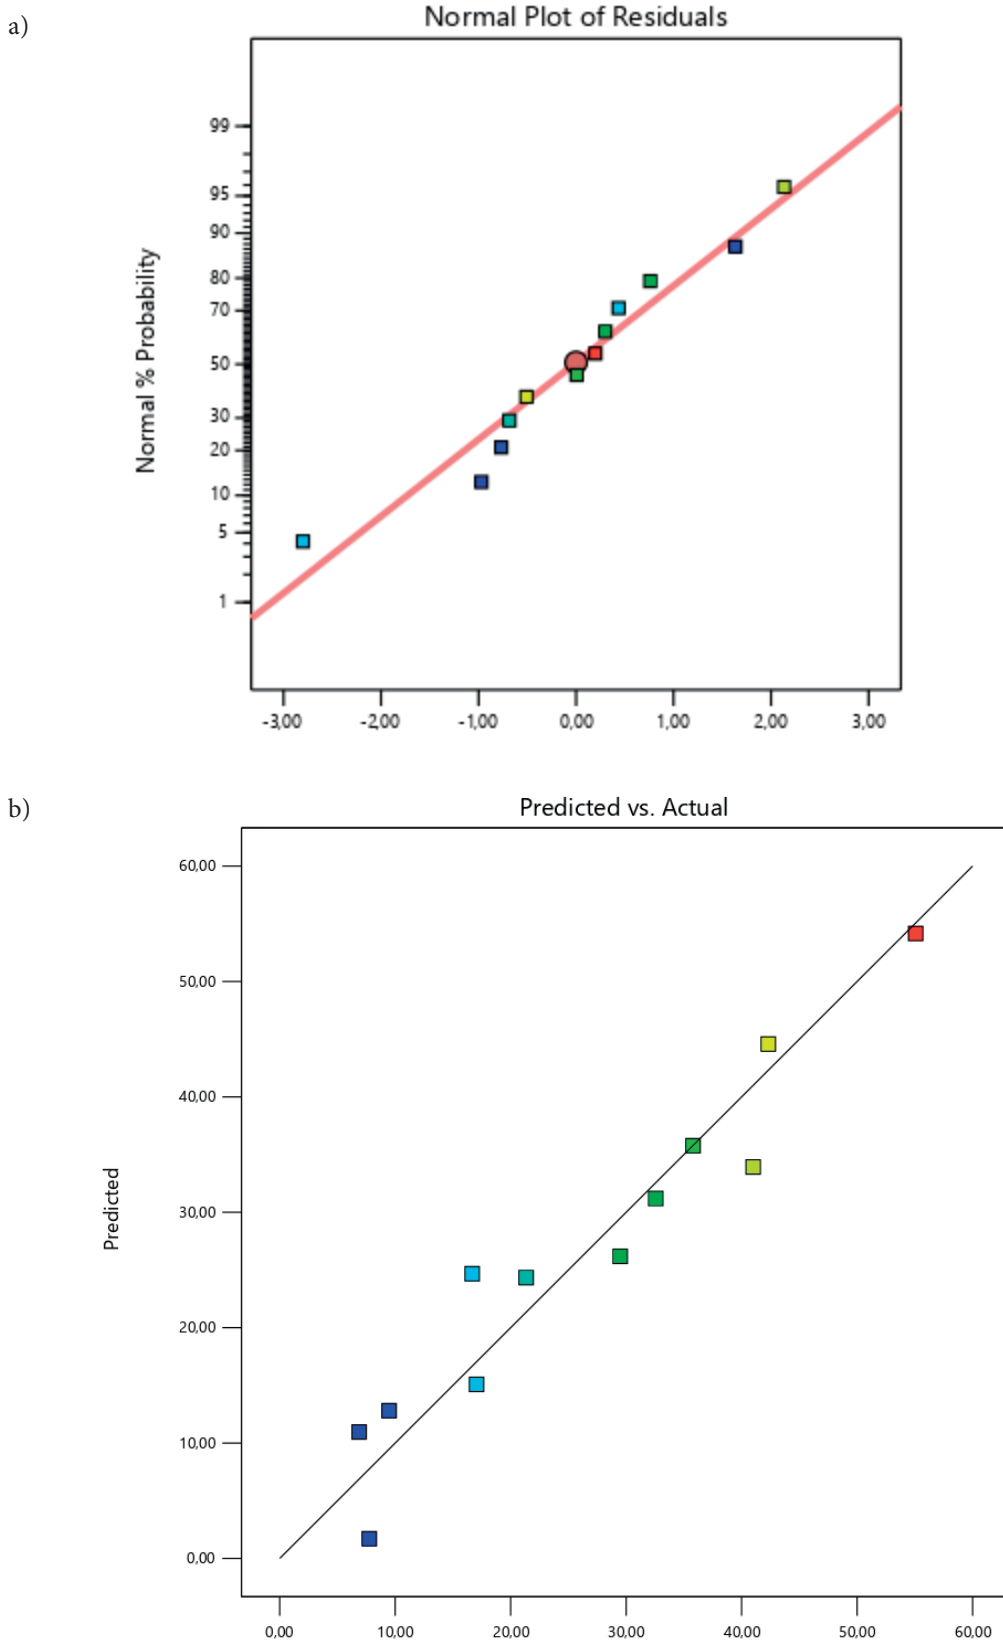 a)
Normal Plot of Residuals
Normal % Probability
99
95
90
80
70
50
30
20
10
5
1
-3,00 -2,00 -1,00 0,00 1,00 2,00 3,00
b)
Predicted vs. Actual
Predicted
60,00
50,00
40,00
30,00
20,00
10,00
0,00
0,00 10,00 20,00 30,00 40,00 50,00 60,00